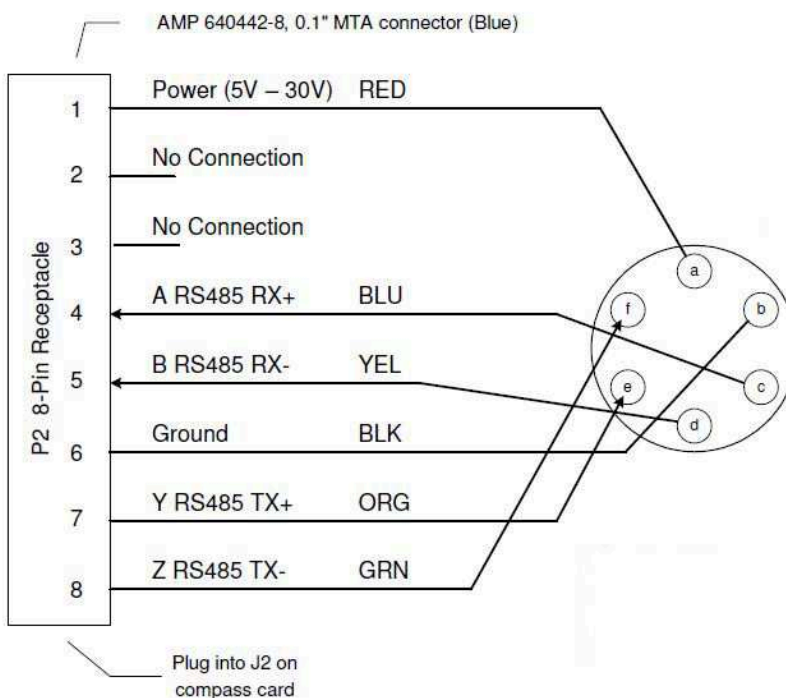 AMP 640442-8, 0.1" MTA connector (Blue)
P2 8-Pin Receptacle
1 Power (5V – 30V) RED
2 No Connection
3 No Connection
4 A RS485 RX+ BLU
5 B RS485 RX- YEL
6 Ground BLK
7 Y RS485 TX+ ORG
8 Z RS485 TX- GRN
a
f b
e c
d
Plug into J2 on
compass card